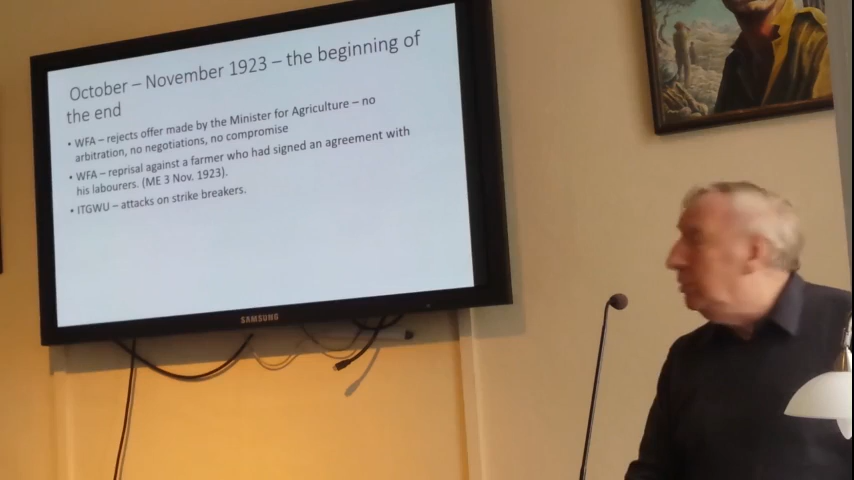 October – November 1923 – the beginning of
the end
• WFA – rejects offer made by the Minister for Agriculture – no
arbitration, no negotiations, no compromise
• WFA – reprisal against a farmer who had signed an agreement with
his labourers. (ME 3 Nov. 1923).
• ITGWU – attacks on strike breakers.
SAMSUNG